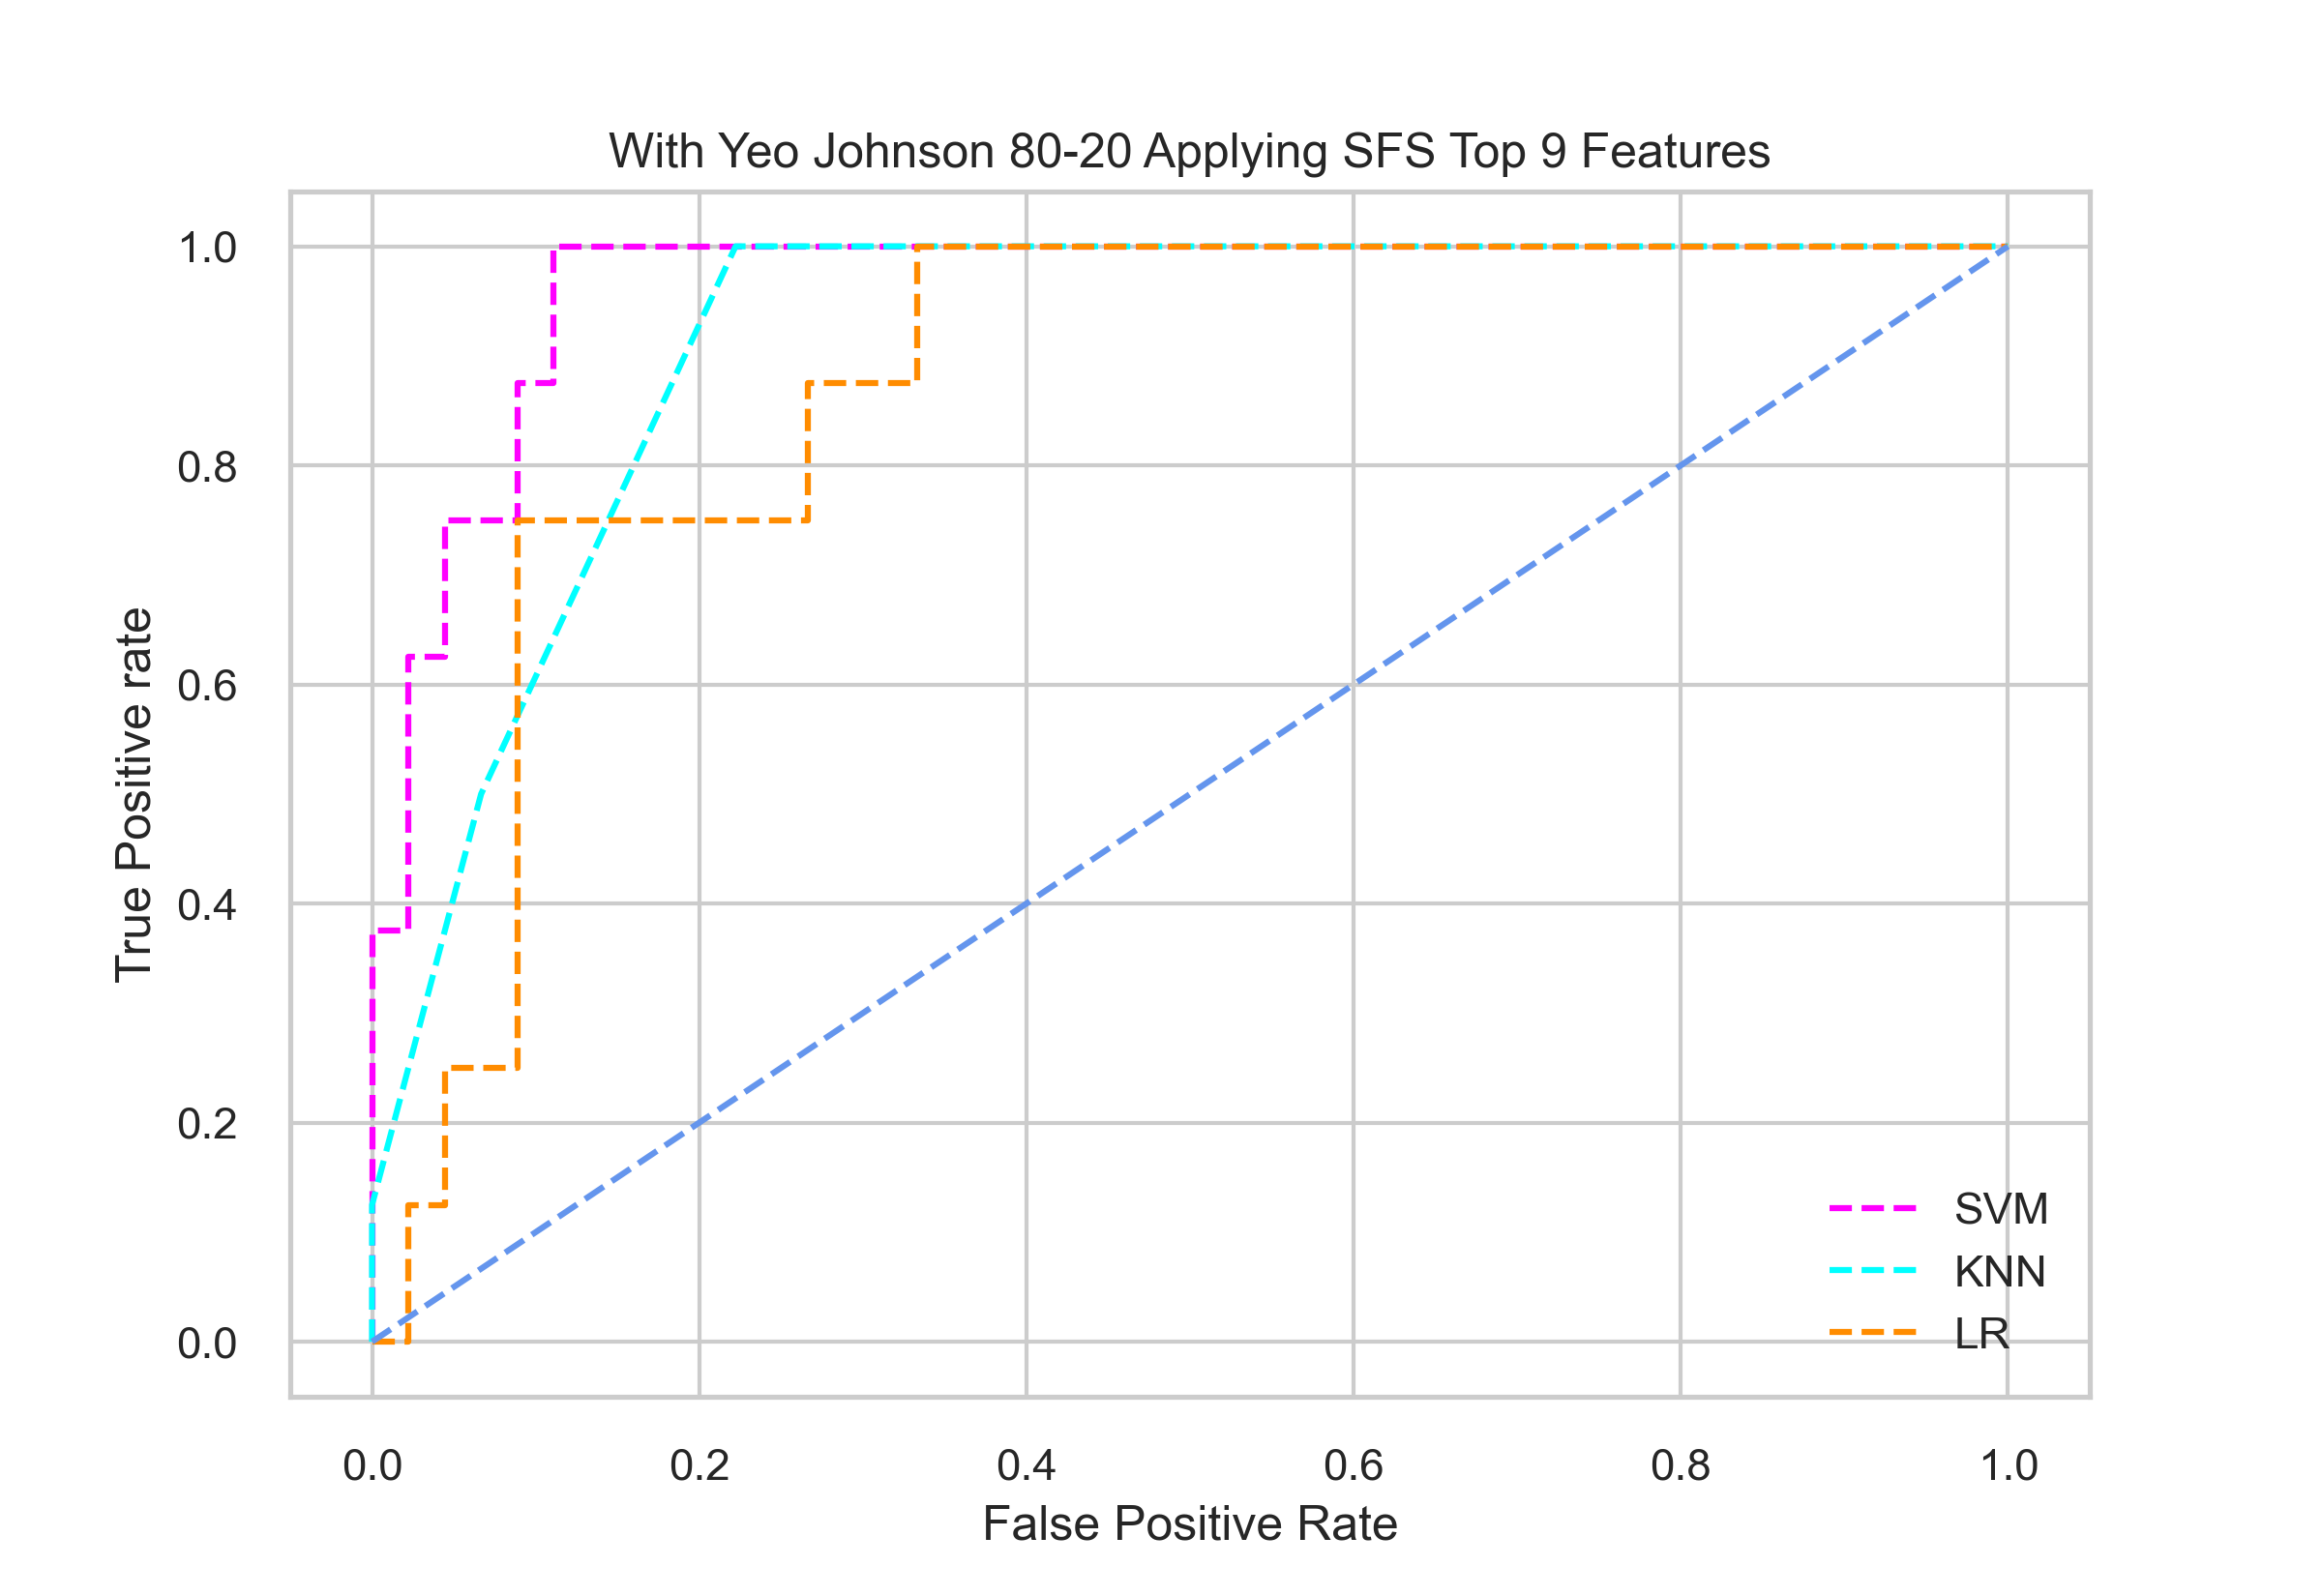 With Yeo Johnson 80-20 Applying SFS Top 9 Features
1.0
0.8
0.6
0.4
0.2
0.0
True Positive rate
SVM
KNN
LR
0.0 0.2 0.4 0.6 0.8 1.0
False Positive Rate